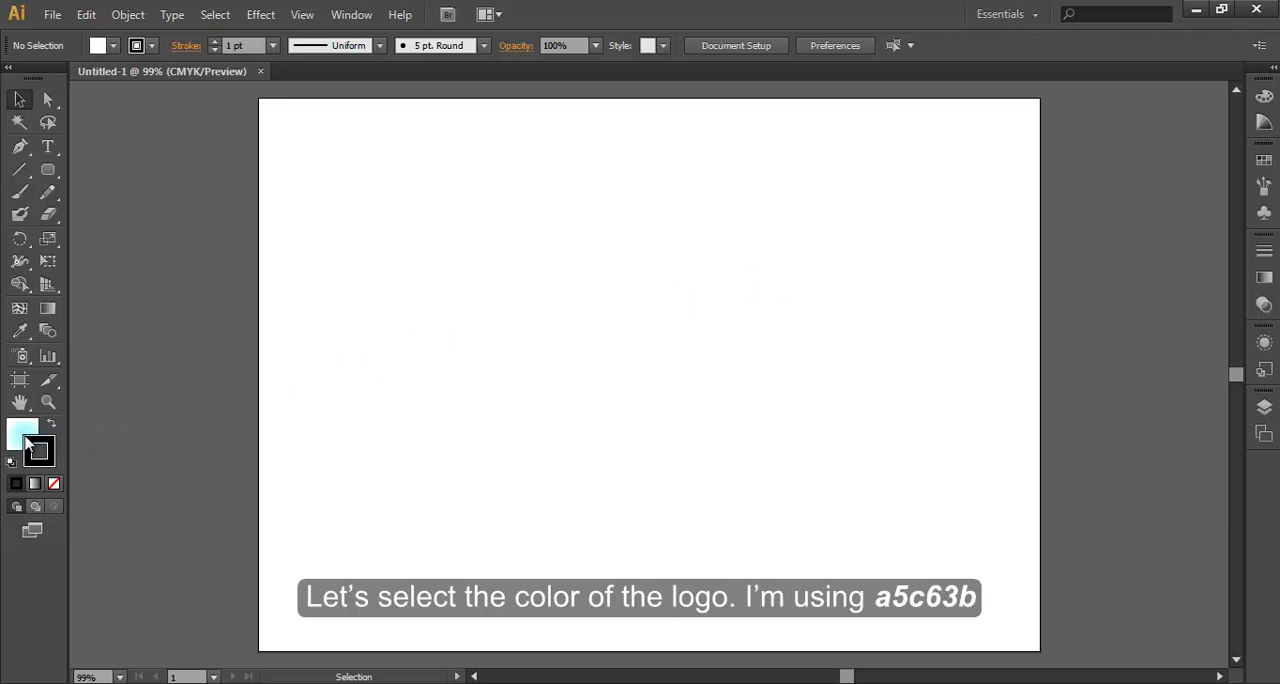 Ai File Edit Object Type Select Effect View Window Help Br Essentials
No Selection Stroke: 1 pt Uniform 5 pt. Round Opacity: 100% Style: Document Setup Preferences
Untitled-1 @ 99% (CMYK/Preview) ×
T
Let's select the color of the logo. I'm using a5c63b
99% 1 Selection